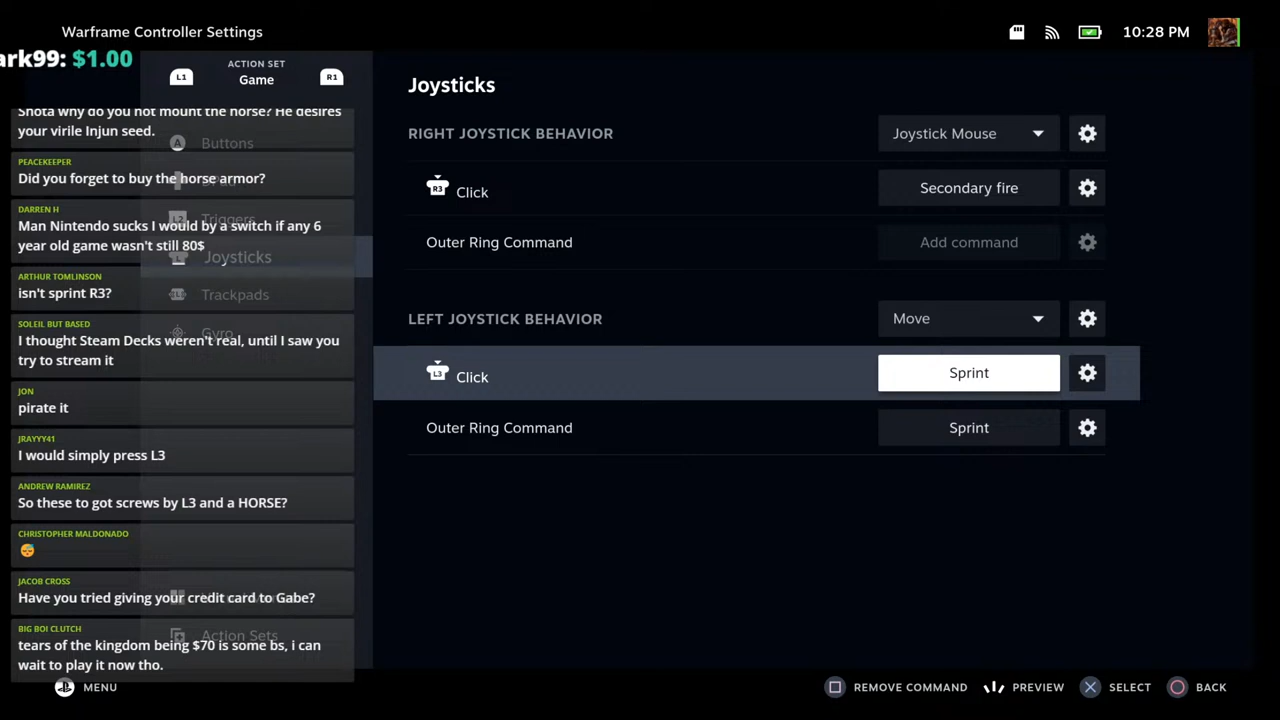 Warframe Controller Settings
10:28 PM
ark99: $1.00
L1
ACTION SET
Game
R1
Shota why do you not mount the horse? He desires
your virile Injun seed.
PEACEKEEPER
Did you forget to buy the horse armor?
DARREN H
Man Nintendo sucks I would by a switch if any 6
year old game wasn't still 80$
ARTHUR TOMLINSON
isn't sprint R3?
SOLEIL BUT BASED
I thought Steam Decks weren't real, until I saw you
try to stream it
JON
pirate it
JRAYYY41
I would simply press L3
ANDREW RAMIREZ
So these to got screws by L3 and a HORSE?
CHRISTOPHER MALDONADO
JACOB CROSS
Have you tried giving your credit card to Gabe?
BIG BOI CLUTCH
tears of the kingdom being $70 is some bs, i can
wait to play it now tho.
A Buttons
L2 Triggers
L Joysticks
Trackpads
Gyro
Action Sets
Joysticks
RIGHT JOYSTICK BEHAVIOR
Joystick Mouse
R3 Click
Secondary fire
Outer Ring Command
Add command
LEFT JOYSTICK BEHAVIOR
Move
L3 Click
Sprint
Outer Ring Command
Sprint
MENU
REMOVE COMMAND
PREVIEW
SELECT
BACK